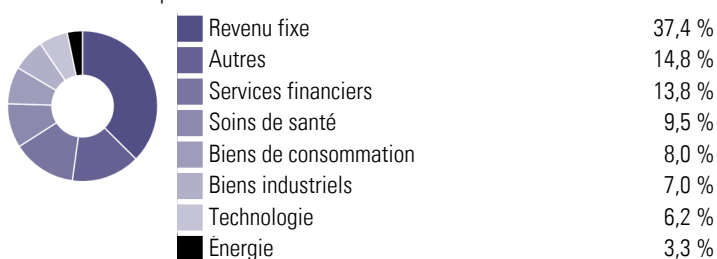 Revenu fixe 37,4 %
Autres 14,8 %
Services financiers 13,8 %
Soins de santé 9,5 %
Biens de consommation 8,0 %
Biens industriels 7,0 %
Technologie 6,2 %
Énergie 3,3 %